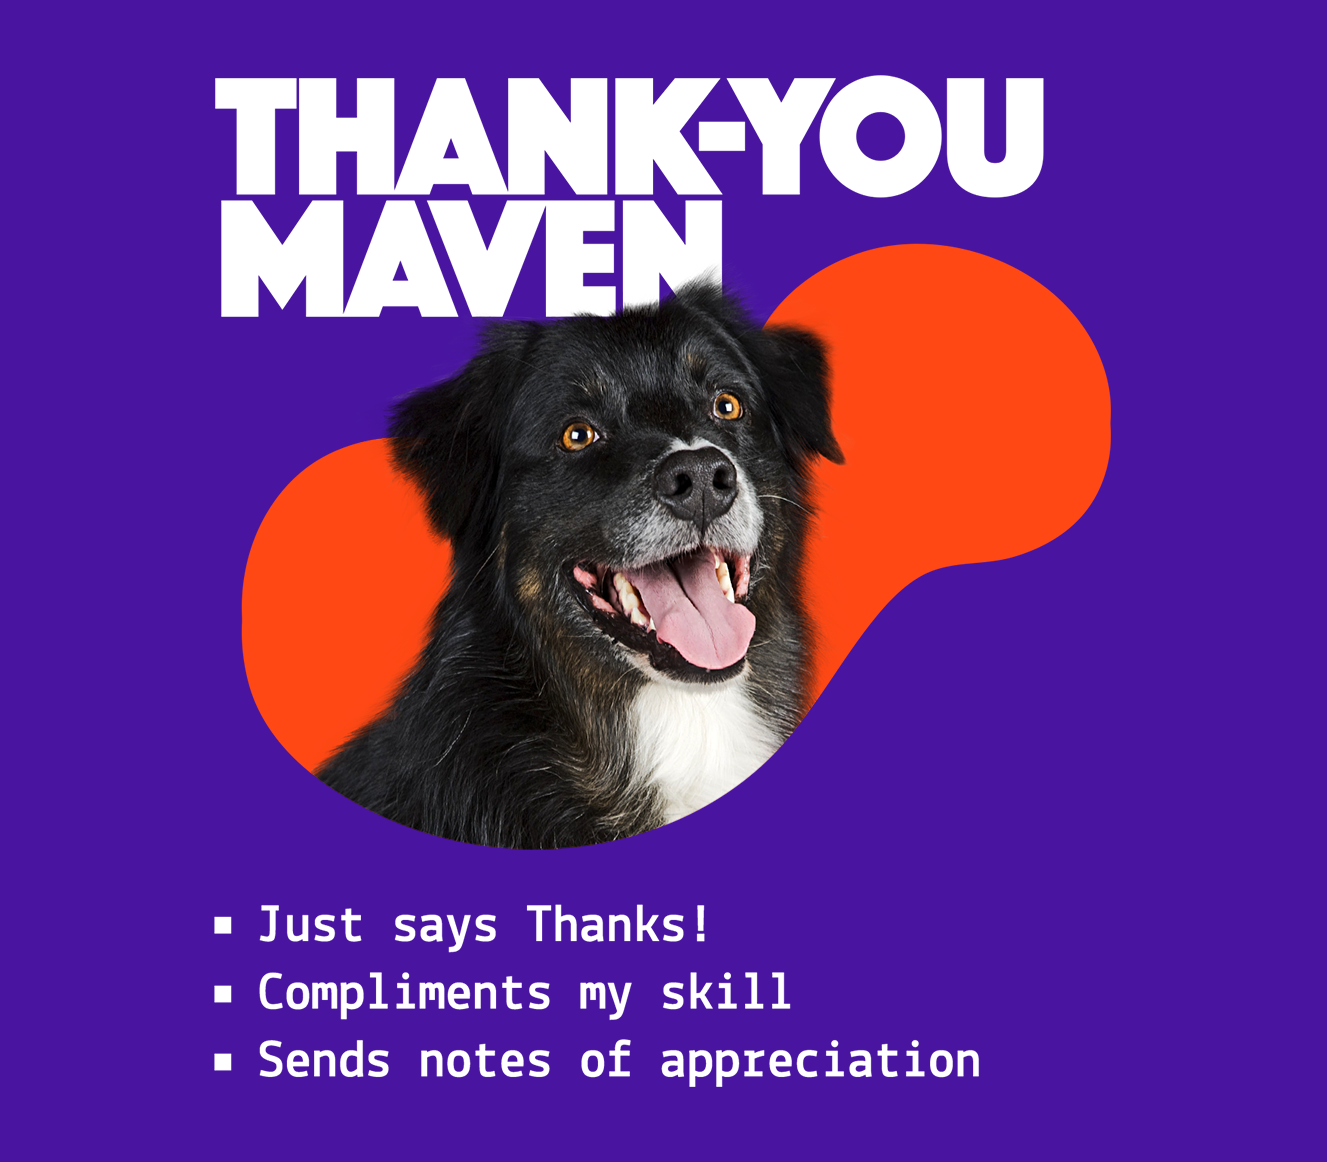 THANK-YOU
MAVEN
▪ Just says Thanks!
▪ Compliments my skill
▪ Sends notes of appreciation